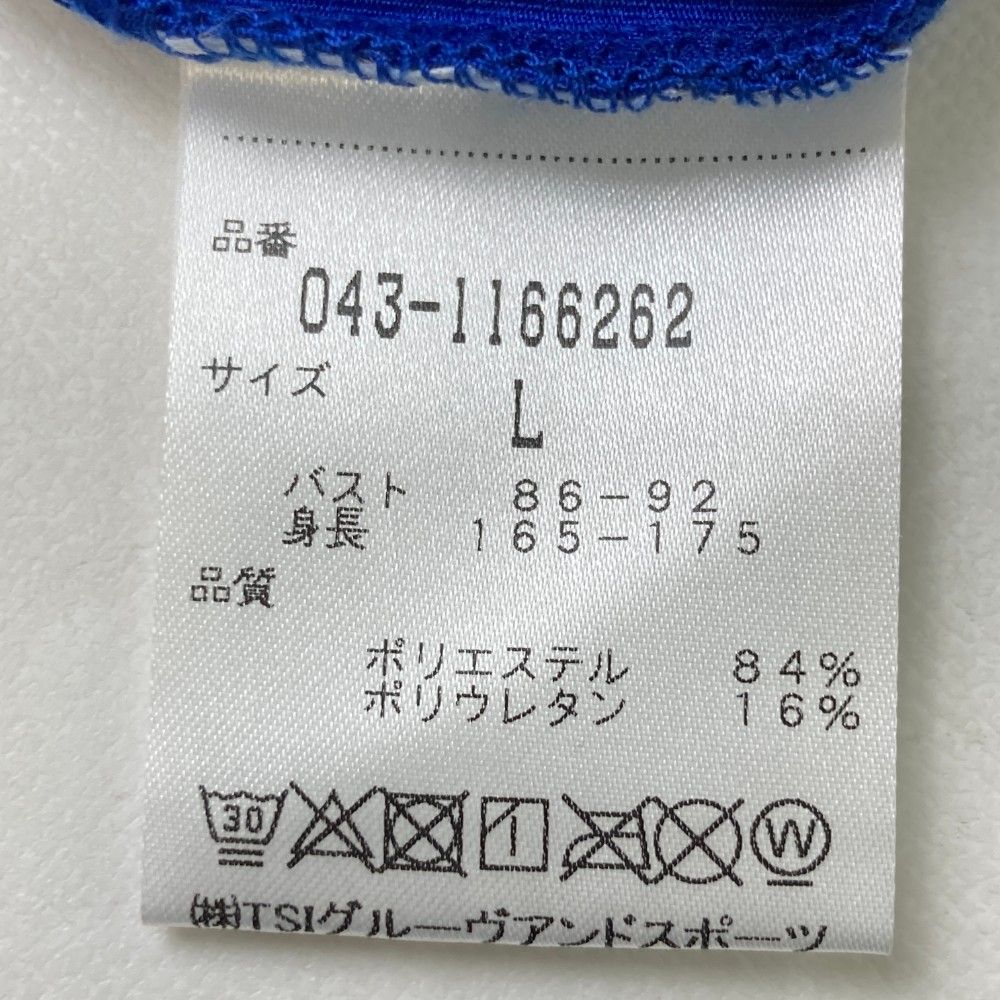 品番
043-1166262
サイズ
L
バスト 86-92
身長 165-175
品質
ポリエステル 84%
ポリウレタン 16%
30 W
㈱TSIグルーヴアンドスポーツ